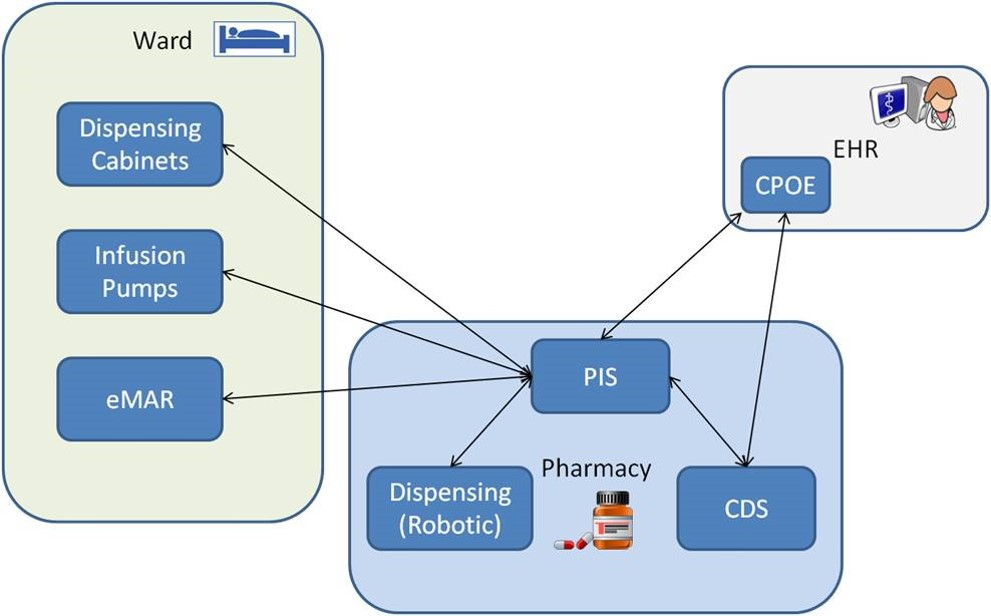 Ward
Dispensing
Cabinets
Infusion
Pumps
eMAR
EHR
CPOE
PIS
Pharmacy
Dispensing
(Robotic)
CDS